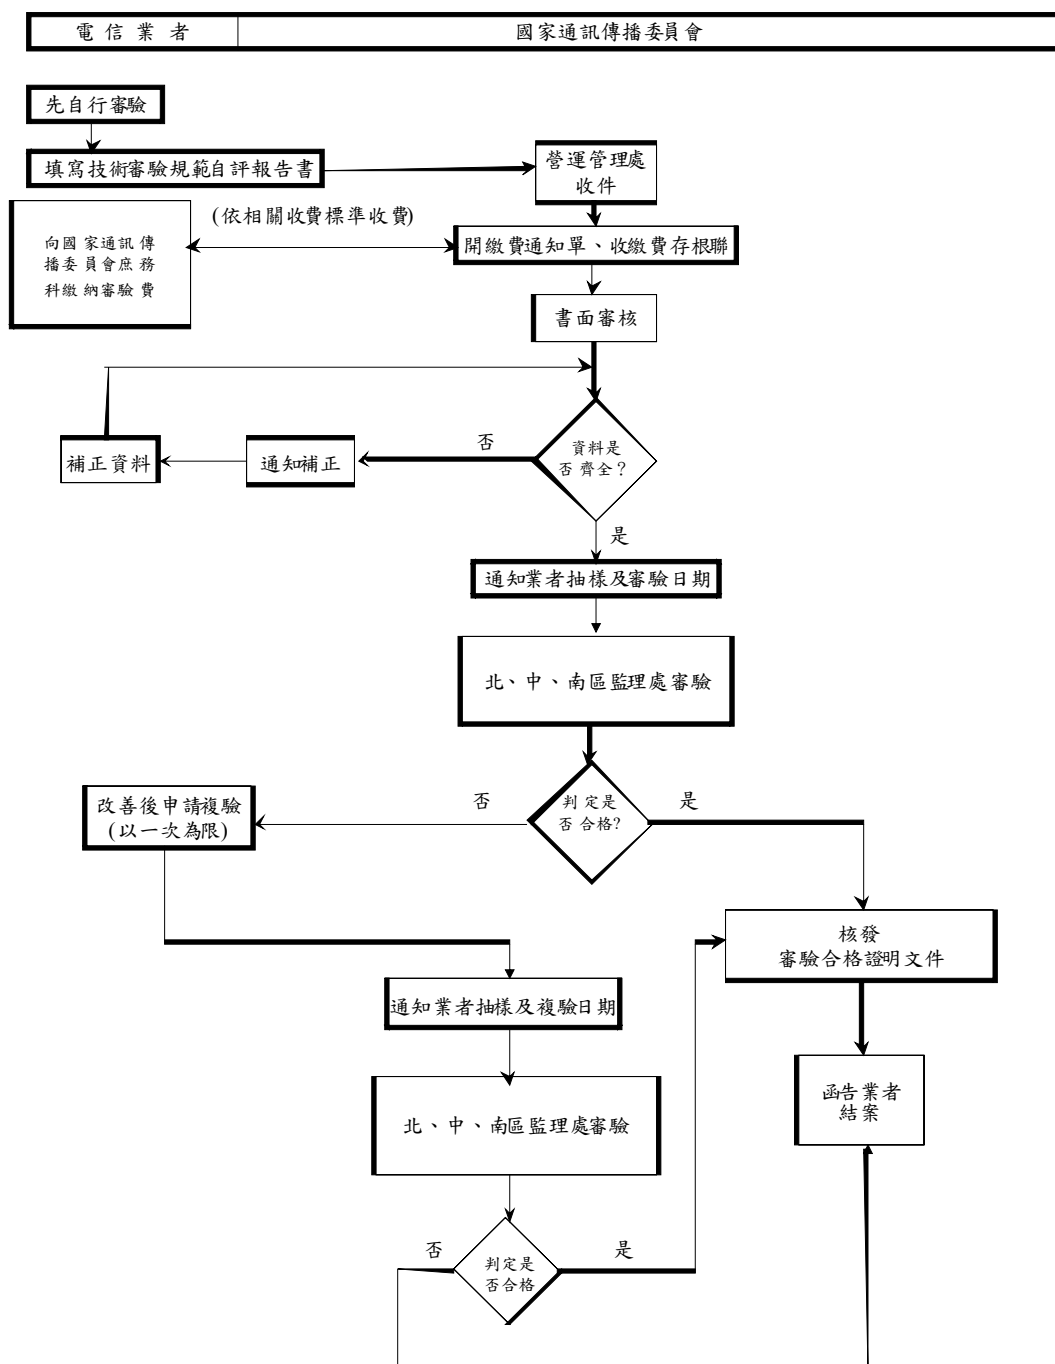 電信業者
國家通訊傳播委員會
先自行審驗
填寫技術審驗規範自評報告書
營運管理處
收件
(依相關收費標準收費)
向國家通訊傳
播委員會庶務
科繳納審驗費
開繳費通知單、收繳費存根聯
書面審核
資料是
否齊全？
否
通知補正
補正資料
是
通知業者抽樣及審驗日期
北、中、南區監理處審驗
判定是
否合格?
否
是
改善後申請複驗
(以一次為限)
核發
審驗合格證明文件
通知業者抽樣及複驗日期
函告業者
結案
北、中、南區監理處審驗
否
判定是
否合格
是